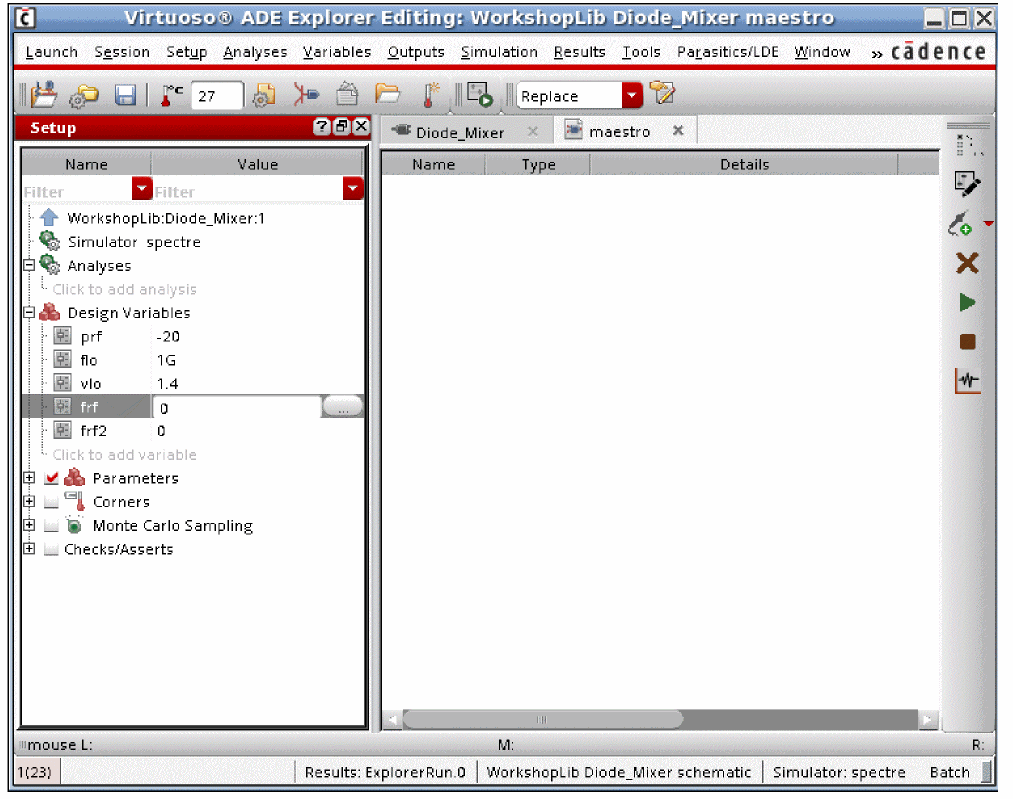 Virtuoso® ADE Explorer Editing: WorkshopLib Diode_Mixer maestro
Launch Session Setup Analyses Variables Outputs Simulation Results Tools Parasitics/LDE Window » cādence
°C 27 Replace
Setup
Diode_Mixer maestro
Name Value
Name Type Details
Filter Filter
WorkshopLib:Diode_Mixer:1
Simulator spectre
Analyses
Click to add analysis
Design Variables
prf -20
flo 1G
vlo 1.4
frf 0 ...
frf2 0
Click to add variable
Parameters
Corners
Monte Carlo Sampling
Checks/Asserts
mouse L: M: R:
1(23) Results: ExplorerRun.0 WorkshopLib Diode_Mixer schematic Simulator: spectre Batch